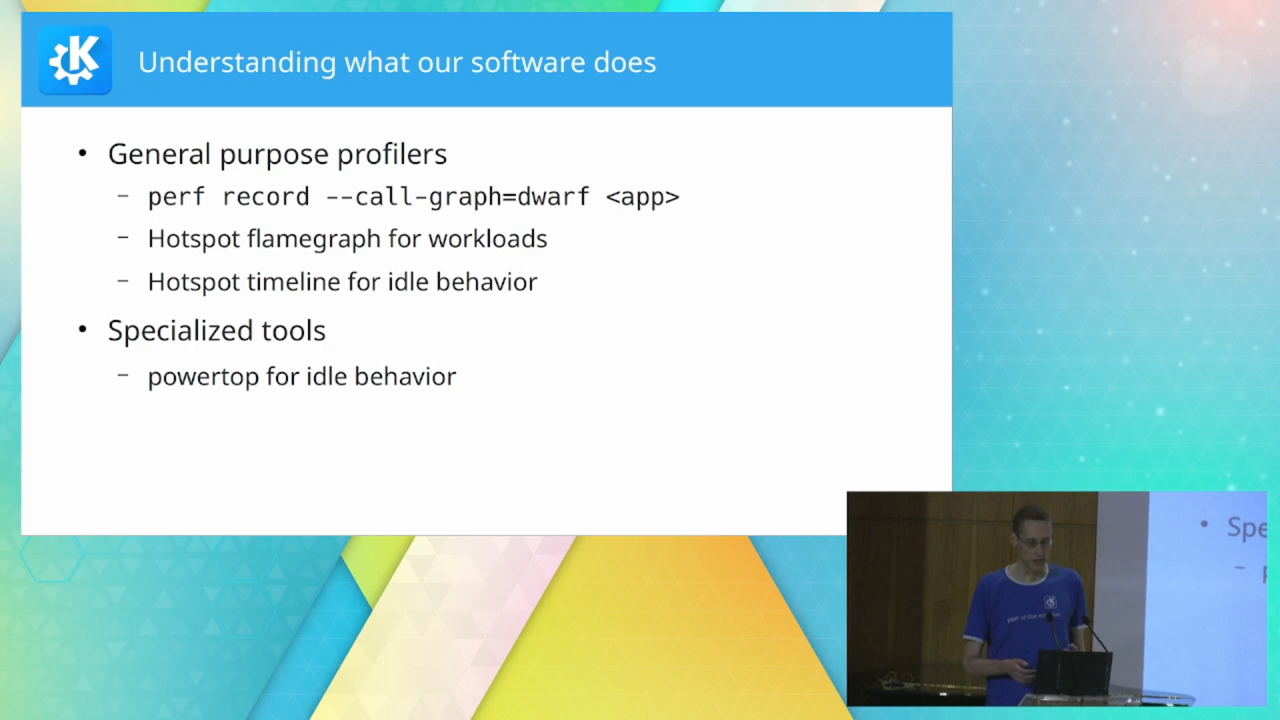 K
Understanding what our software does
• General purpose profilers
– perf record --call-graph=dwarf <app>
– Hotspot flamegraph for workloads
– Hotspot timeline for idle behavior
• Specialized tools
– powertop for idle behavior
• Spe
–